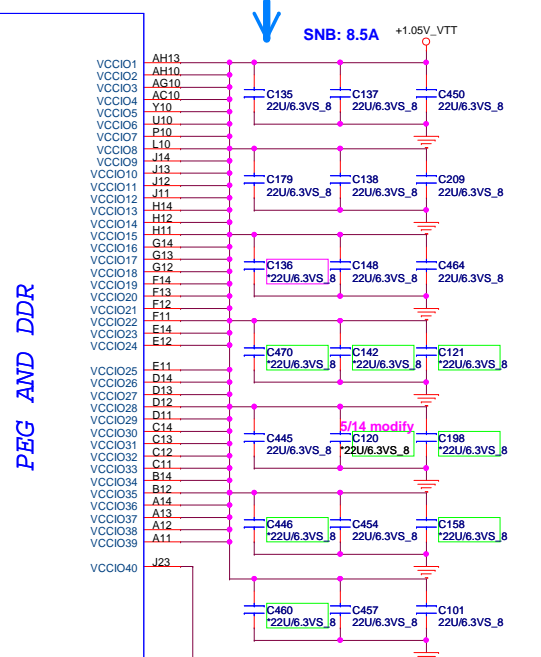 SNB: 8.5A
+1.05V_VTT
PEG AND DDR
VCCIO1 AH13
VCCIO2 AH10
VCCIO3 AG10
VCCIO4 AC10
VCCIO5 Y10
VCCIO6 U10
VCCIO7 P10
VCCIO8 L10
VCCIO9 J14
VCCIO10 J13
VCCIO11 J12
VCCIO12 J11
VCCIO13 H14
VCCIO14 H12
VCCIO15 H11
VCCIO16 G14
VCCIO17 G13
VCCIO18 G12
VCCIO19 F14
VCCIO20 F13
VCCIO21 F12
VCCIO22 F11
VCCIO23 E14
VCCIO24 E12
VCCIO25 E11
VCCIO26 D14
VCCIO27 D13
VCCIO28 D12
VCCIO29 D11
VCCIO30 C14
VCCIO31 C13
VCCIO32 C12
VCCIO33 C11
VCCIO34 B14
VCCIO35 B12
VCCIO36 A14
VCCIO37 A13
VCCIO38 A12
VCCIO39 A11
VCCIO40 J23
C135 C137 C450
22U/6.3VS_8 22U/6.3VS_8 22U/6.3VS_8
C179 C138 C209
22U/6.3VS_8 22U/6.3VS_8 22U/6.3VS_8
C136 C148 C464
*22U/6.3VS_8 22U/6.3VS_8 22U/6.3VS_8
C470 C142 C121
*22U/6.3VS_8 *22U/6.3VS_8 *22U/6.3VS_8
5/14 modify
C445 C120 C198
22U/6.3VS_8 *22U/6.3VS_8 *22U/6.3VS_8
C446 C454 C158
*22U/6.3VS_8 22U/6.3VS_8 *22U/6.3VS_8
C460 C457 C101
*22U/6.3VS_8 22U/6.3VS_8 22U/6.3VS_8